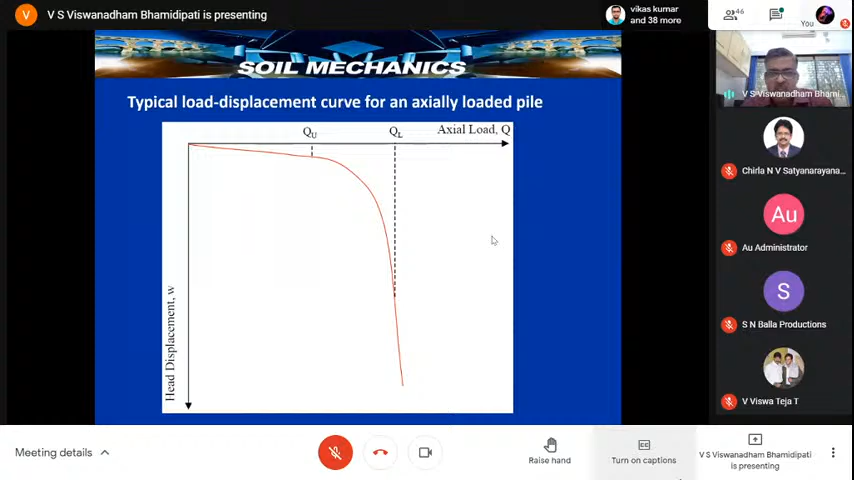 V
V S Viswanadham Bhamidipati is presenting
vikas kumar
and 38 more
46
You
SOIL MECHANICS
Typical load-displacement curve for an axially loaded pile
QU
QL
Axial Load, Q
Head Displacement, w
V S Viswanadham Bhami...
Chirla N V Satyanarayana...
Au
Au Administrator
S
S N Balla Productions
V Viswa Teja T
Meeting details
Raise hand
Turn on captions
V S Viswanadham Bhamidipati
is presenting